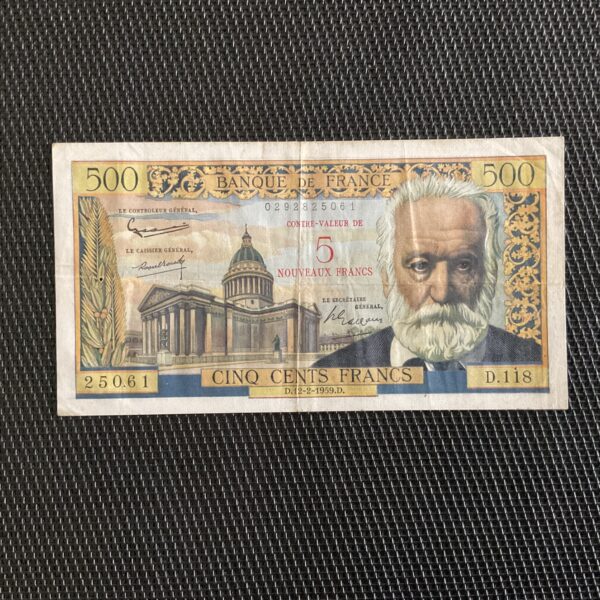 500 BANQUE DE FRANCE 500
0292825061
LE CONTROLEUR GÉNÉRAL,
CONTRE-VALEUR DE
5
NOUVEAUX FRANCS
LE CAISSIER GÉNÉRAL,
LE SECRÉTAIRE
GÉNÉRAL,
25061 CINQ CENTS FRANCS D.118
D.12-2-1959.D.